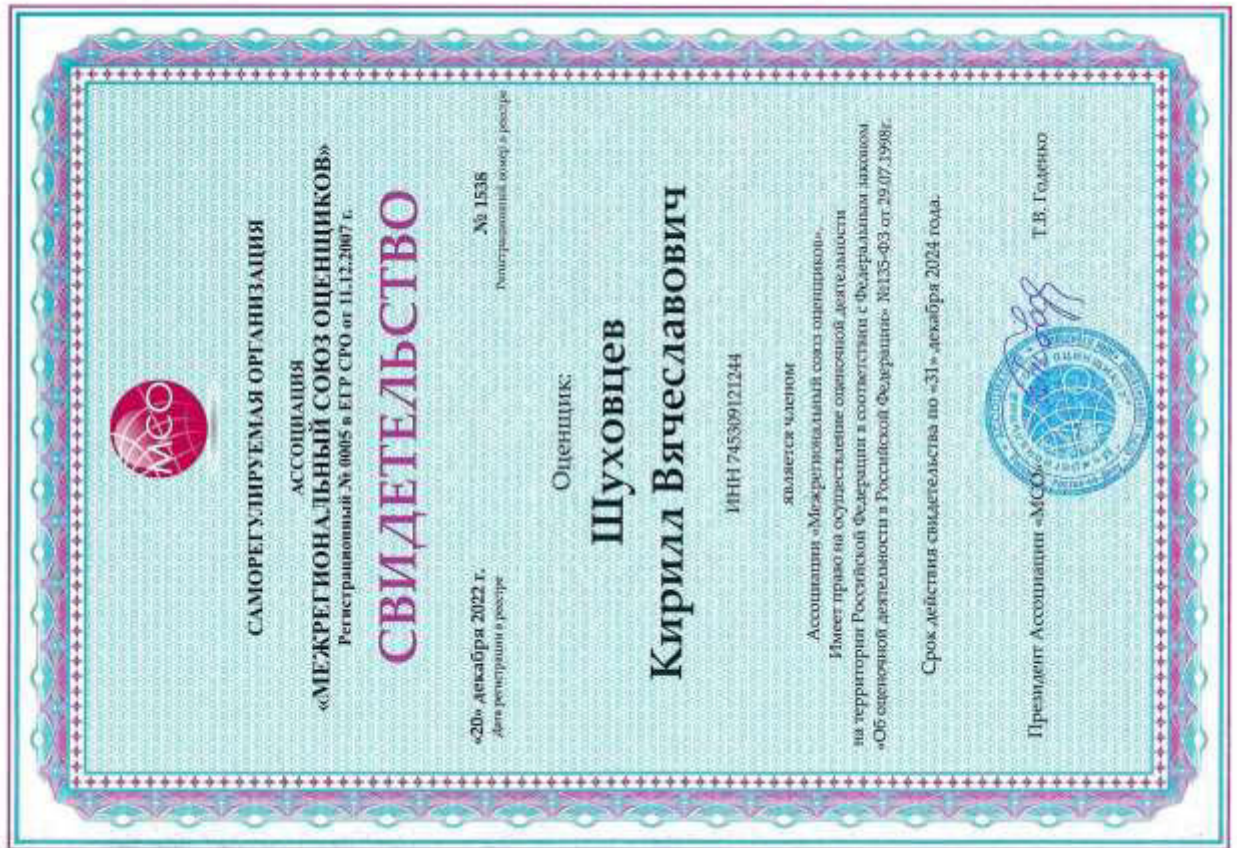 МСО
САМОРЕГУЛИРУЕМАЯ ОРГАНИЗАЦИЯ
АССОЦИАЦИЯ
«МЕЖРЕГИОНАЛЬНЫЙ СОЮЗ ОЦЕНЩИКОВ»
Регистрационный № 0005 в ЕГР СРО от 11.12.2007 г.
СВИДЕТЕЛЬСТВО
«20» декабря 2022 г. № 1538
Дата регистрации в реестре Регистрационный номер в реестре
Оценщик:
Шуховцев
Кирилл Вячеславович
ИНН 745309121244
является членом
Ассоциации «Межрегиональный союз оценщиков».
Имеет право на осуществление оценочной деятельности
на территории Российской Федерации в соответствии с Федеральным законом
«Об оценочной деятельности в Российской Федерации» №135-ФЗ от 29.07.1998г.
Срок действия свидетельства по «31» декабря 2024 года.
Президент Ассоциации «МСО» Т.В. Годенко